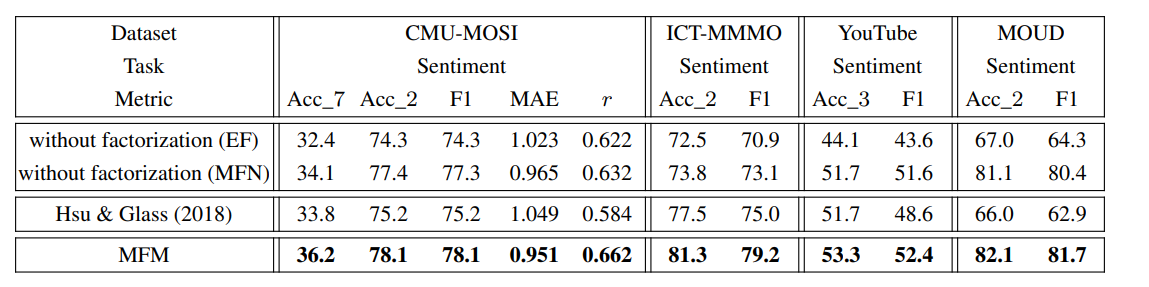 Dataset CMU-MOSI ICT-MMMO YouTube MOUD
Task Sentiment Sentiment Sentiment Sentiment
Metric Acc_7 Acc_2 F1 MAE r Acc_2 F1 Acc_3 F1 Acc_2 F1
without factorization (EF) 32.4 74.3 74.3 1.023 0.622 72.5 70.9 44.1 43.6 67.0 64.3
without factorization (MFN) 34.1 77.4 77.3 0.965 0.632 73.8 73.1 51.7 51.6 81.1 80.4
Hsu & Glass (2018) 33.8 75.2 75.2 1.049 0.584 77.5 75.0 51.7 48.6 66.0 62.9
MFM 36.2 78.1 78.1 0.951 0.662 81.3 79.2 53.3 52.4 82.1 81.7